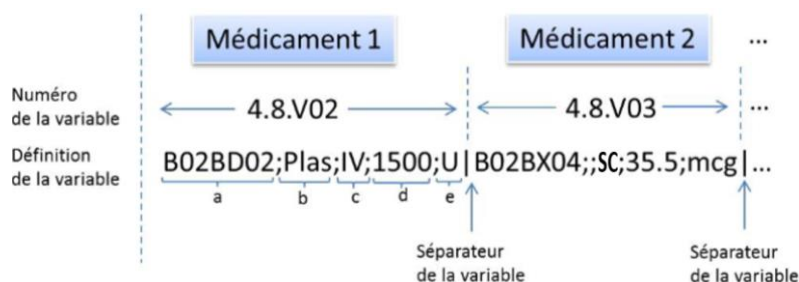 Médicament 1
Médicament 2
...
Numéro
de la variable
4.8.V02
4.8.V03
...
Définition
de la variable
B02BD02;Plas;IV;1500;U|B02BX04;;SC;35.5;mcg|...
a
b
c
d
e
Séparateur
de la variable
Séparateur
de la variable